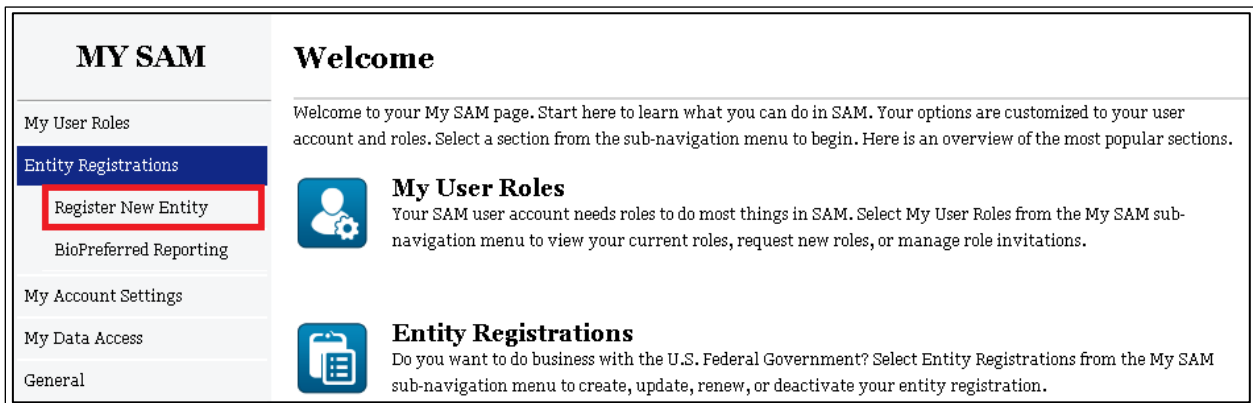 MY SAM
My User Roles
Entity Registrations
Register New Entity
BioPreferred Reporting
My Account Settings
My Data Access
General
Welcome
Welcome to your My SAM page. Start here to learn what you can do in SAM. Your options are customized to your user
account and roles. Select a section from the sub-navigation menu to begin. Here is an overview of the most popular sections.
My User Roles
Your SAM user account needs roles to do most things in SAM. Select My User Roles from the My SAM sub-
navigation menu to view your current roles, request new roles, or manage role invitations.
Entity Registrations
Do you want to do business with the U.S. Federal Government? Select Entity Registrations from the My SAM
sub-navigation menu to create, update, renew, or deactivate your entity registration.